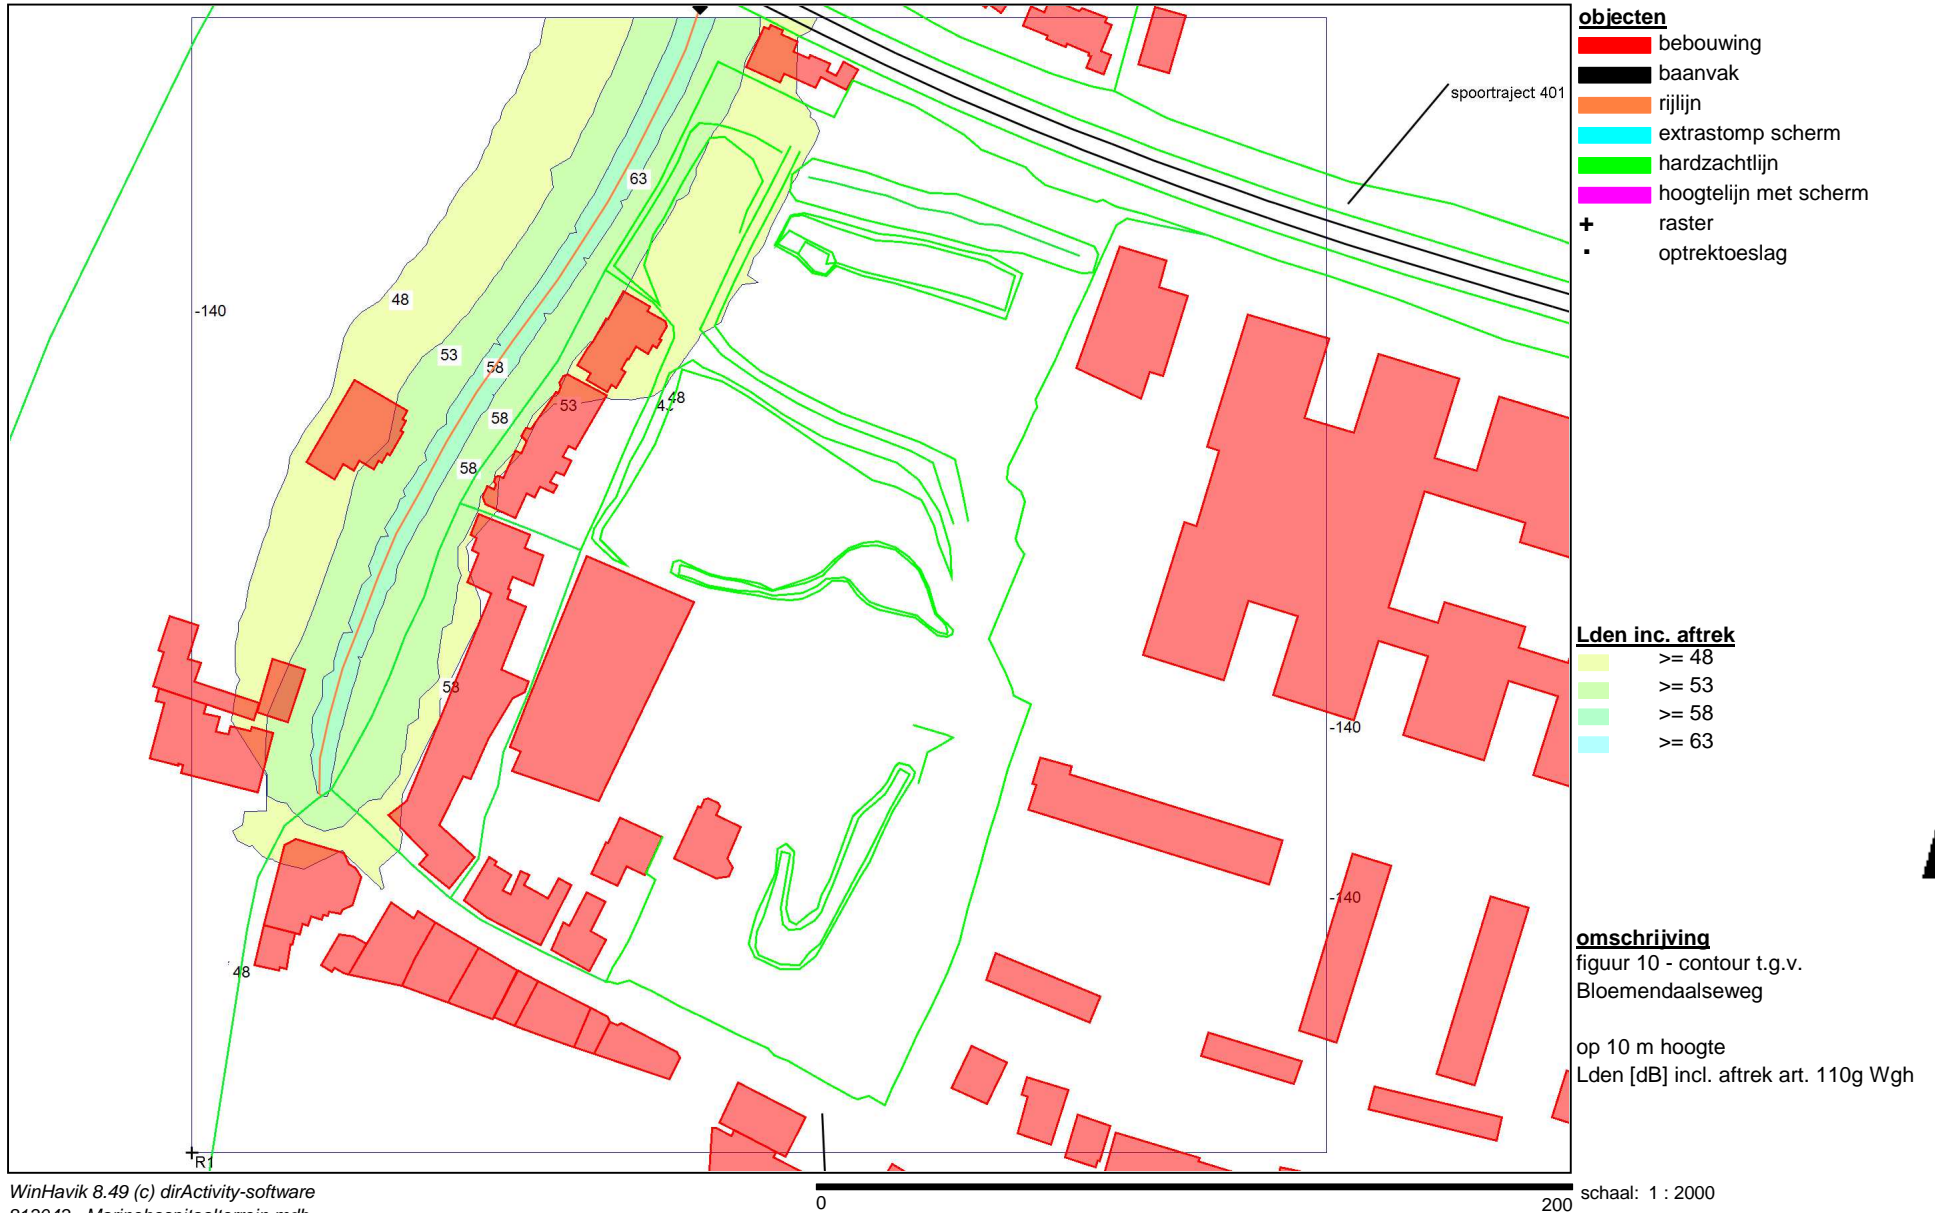 objecten
bebouwing
baanvak
rijlijn
extrastomp scherm
hardzachtlijn
hoogtelijn met scherm
raster
optrektoeslag
spoortraject 401
63
48
-140
53
58
48
58
53
58
53
-140
-140
48
R1
Lden inc. aftrek
>= 48
>= 53
>= 58
>= 63
omschrijving
figuur 10 - contour t.g.v.
Bloemendaalseweg
op 10 m hoogte
Lden [dB] incl. aftrek art. 110g Wgh
WinHavik 8.49 (c) dirActivity-software
0
200
schaal: 1 : 2000